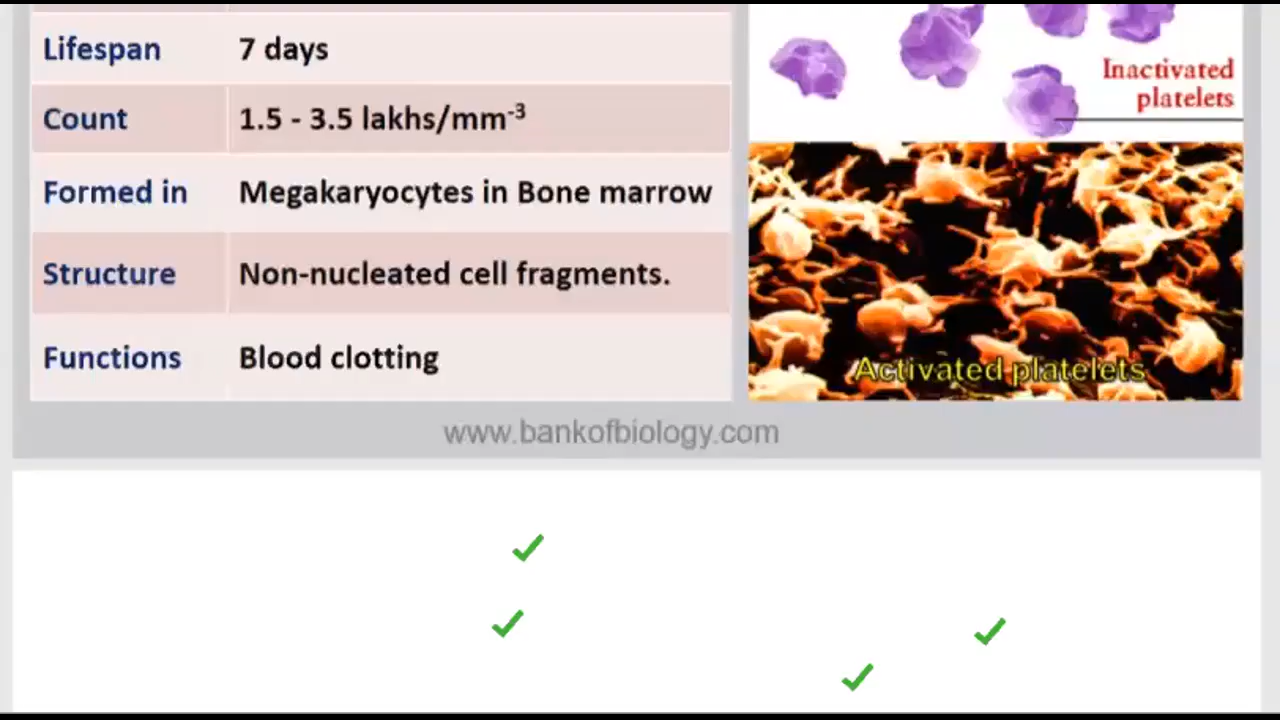 Lifespan 7 days
Count 1.5 - 3.5 lakhs/mm-3
Formed in Megakaryocytes in Bone marrow
Structure Non-nucleated cell fragments.
Functions Blood clotting
Inactivated
platelets
Activated platelets
www.bankofbiology.com